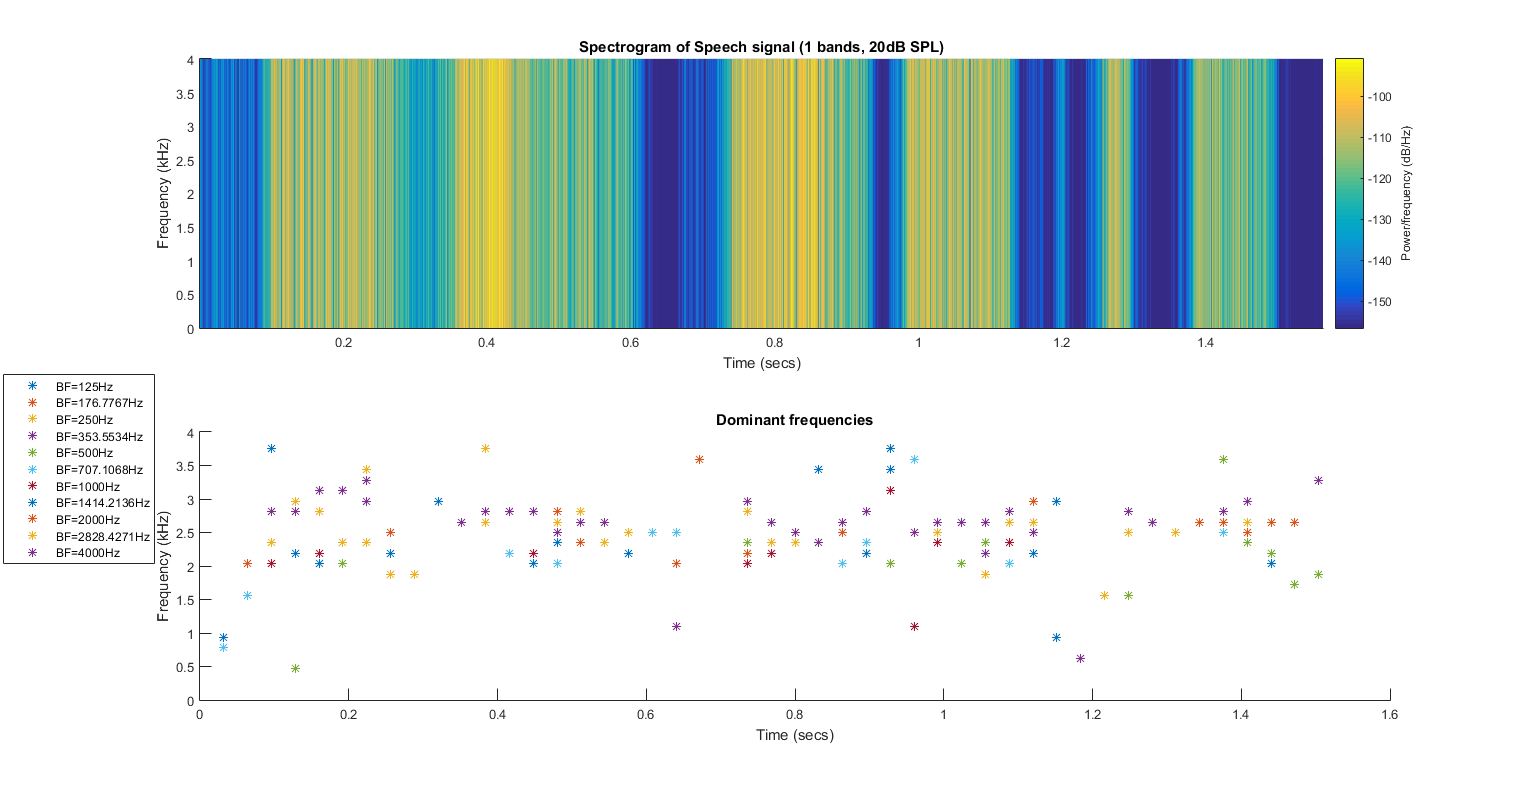 Spectrogram of Speech signal (1 bands, 20dB SPL)
4
3.5
3
2.5
2
1.5
1
0.5
0
Frequency (kHz)
0.2 0.4 0.6 0.8 1 1.2 1.4
Time (secs)
-100
-110
-120
-130
-140
-150
Power/frequency (dB/Hz)
BF=125Hz
BF=176.7767Hz
BF=250Hz
BF=353.5534Hz
BF=500Hz
BF=707.1068Hz
BF=1000Hz
BF=1414.2136Hz
BF=2000Hz
BF=2828.4271Hz
BF=4000Hz
Dominant frequencies
4
3.5
3
2.5
2
1.5
1
0.5
0
Frequency (kHz)
0 0.2 0.4 0.6 0.8 1 1.2 1.4 1.6
Time (secs)